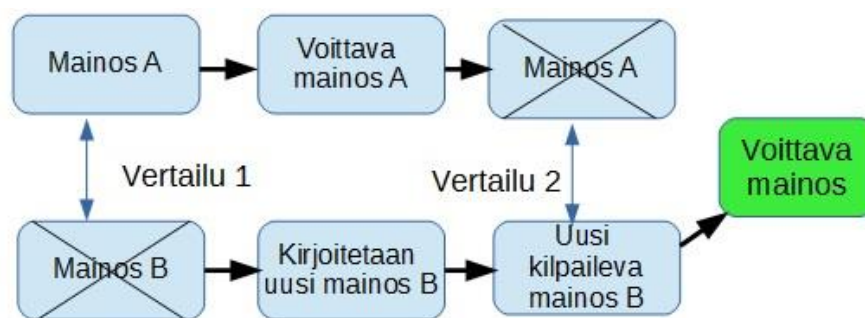 Mainos A
Voittava
mainos A
Mainos A
Vertailu 1
Vertailu 2
Voittava
mainos
Mainos B
Kirjoitetaan
uusi mainos B
Uusi
kilpaileva
mainos B